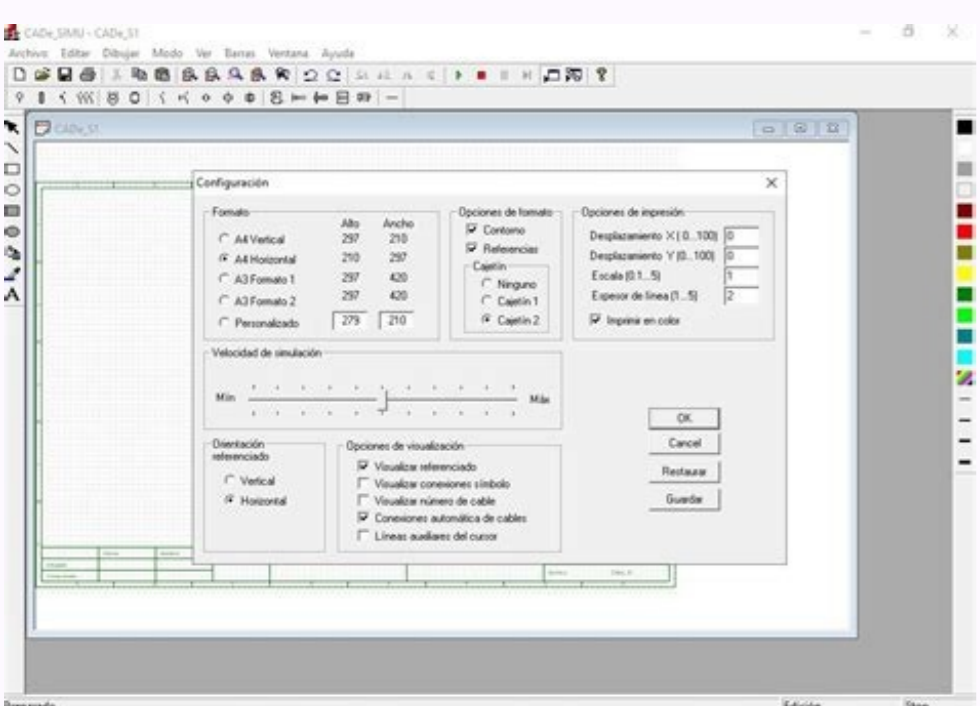 CADe_SIMU - CADe_S1
Archivo Editar Dibujar Modo Ver Barras Ventana Ayuda
CADe_S1
Configuración
Formato
Alto Ancho
A4 Vertical 297 210
A4 Horizontal 210 297
A3 Formato 1 297 420
A3 Formato 2 297 420
Personalizado 279 210
Opciones de formato
Contorno
Referencias
Cajetín
Ninguno
Cajetín 1
Cajetín 2
Opciones de impresión
Desplazamiento X ( 0...100) 0
Desplazamiento Y (0...100) 0
Escala (0.1...5) 1
Espesor de línea (1...5) 2
Imprimir en color
Velocidad de simulación
Mín Máx
Orientación
referenciado
Vertical
Horizontal
Opciones de visualización
Visualizar referenciado
Visualizar conexiones símbolo
Visualizar número de cable
Conexiones automática de cables
Líneas auxiliares del cursor
OK
Cancel
Restaurar
Guardar
A
Preparado Edición Stop